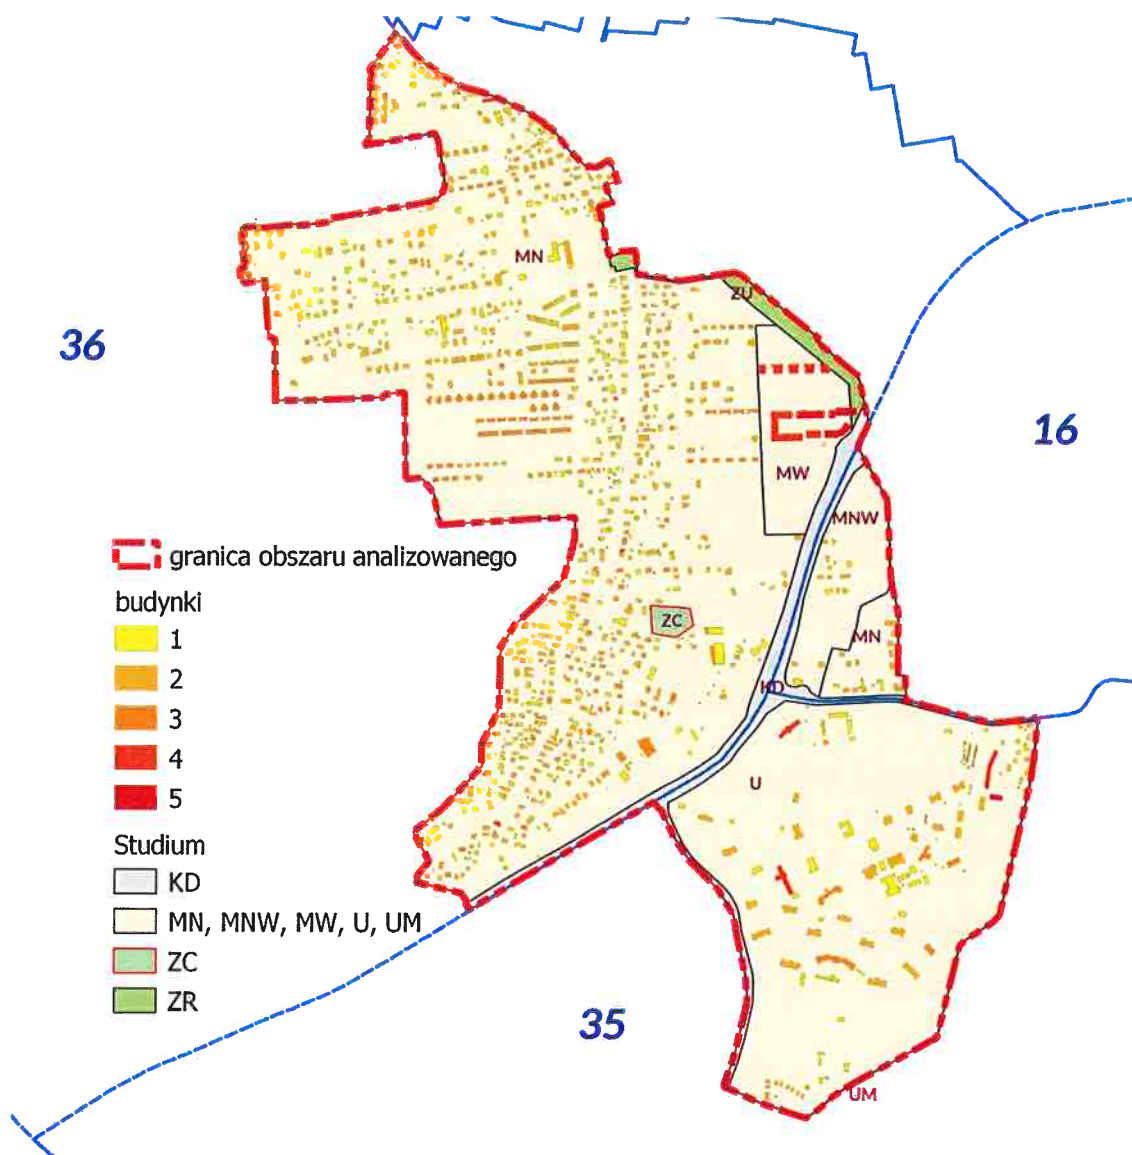 MN
ZU
36
16
MW
MNW
granica obszaru analizowanego
budynki
1
ZC
MN
2
KD
3
4
U
5
Studium
KD
MN, MNW, MW, U, UM
ZC
ZR
35
UM